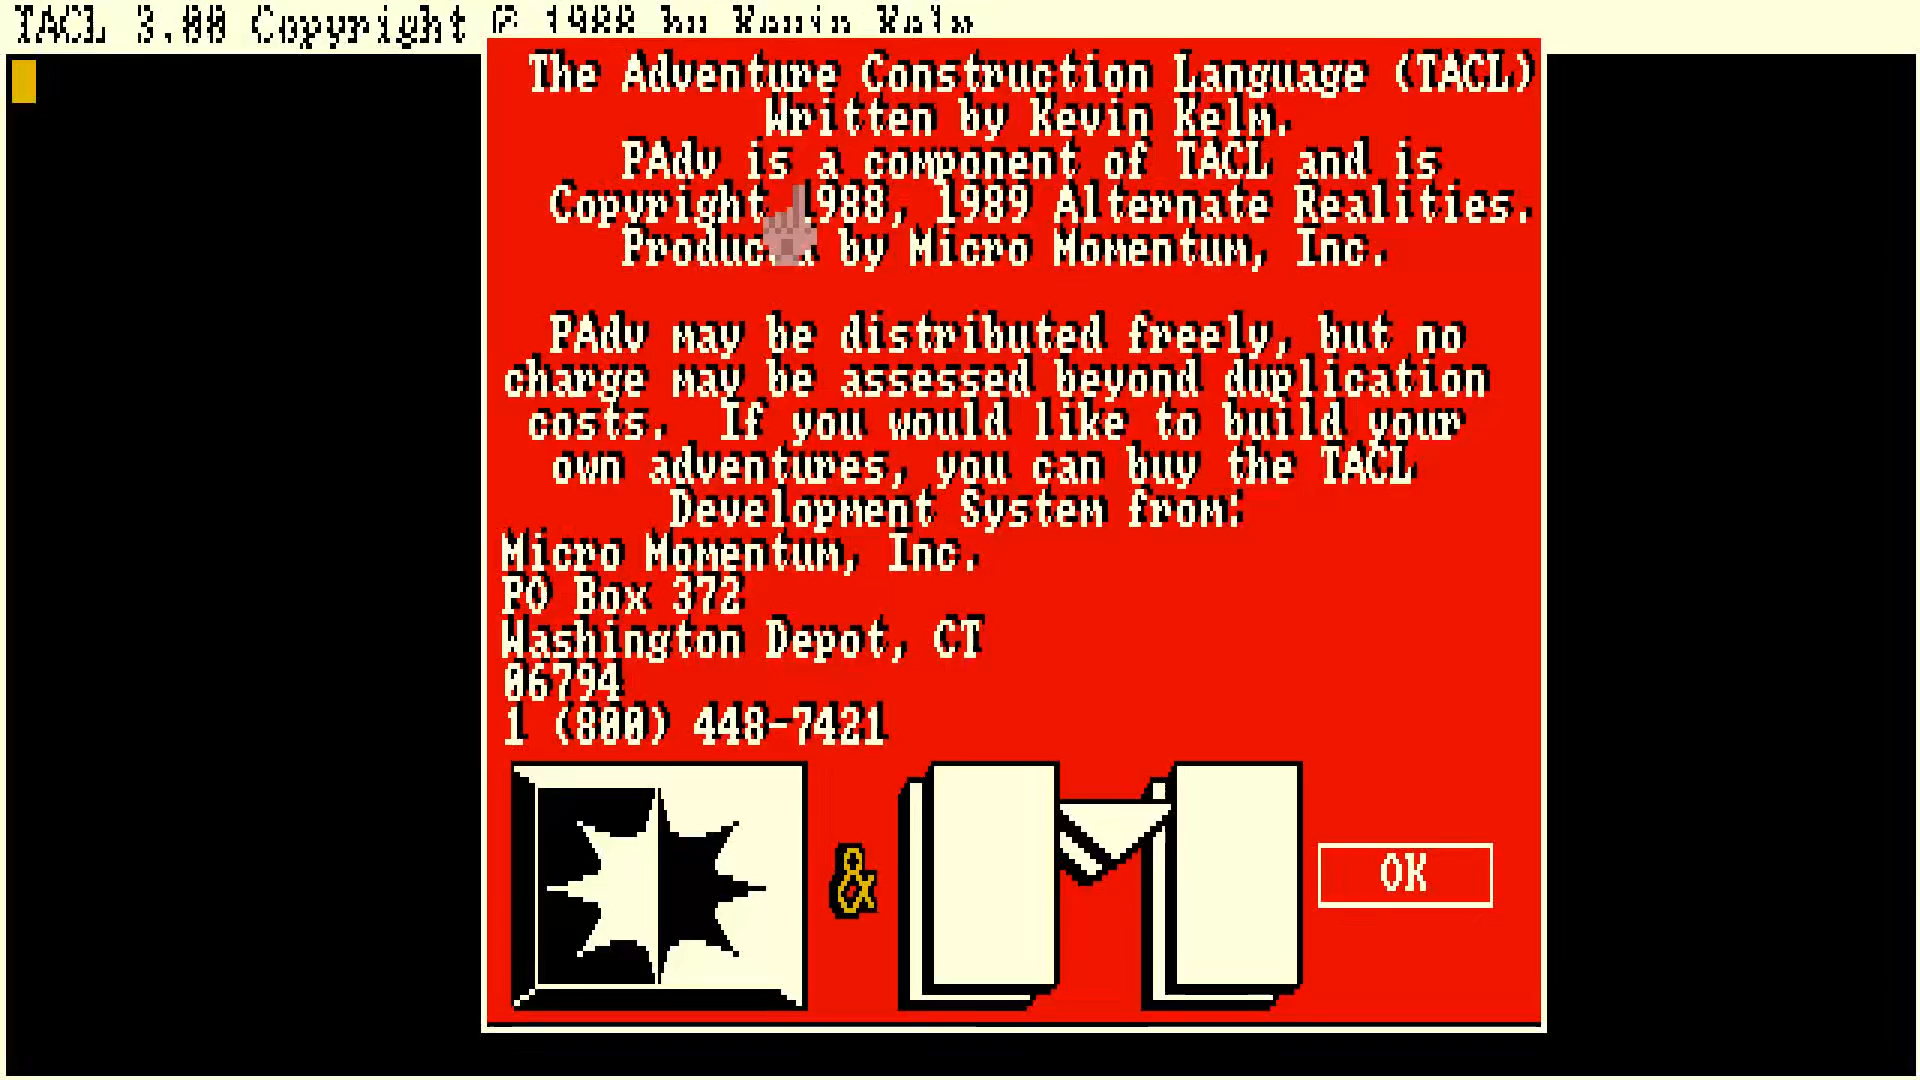 TACL 3.00 Copyright © 1988 by Kevin Kelm
The Adventure Construction Language (TACL)
Written by Kevin Kelm.
PAdv is a component of TACL and is
Copyright 1988, 1989 Alternate Realities.
Produced by Micro Momentum, Inc.
PAdv may be distributed freely, but no
charge may be assessed beyond duplication
costs. If you would like to build your
own adventures, you can buy the TACL
Development System from:
Micro Momentum, Inc.
PO Box 372
Washington Depot, CT
06794
1 (800) 448-7421
&
OK